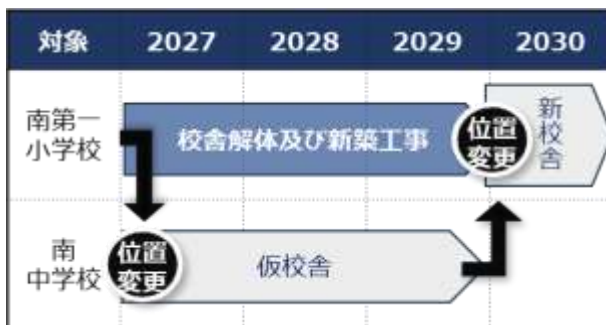 対象 2027 2028 2029 2030
南第一
小学校
校舎解体及び新築工事
位置
変更
新校舎
南
中学校
位置
変更
仮校舎